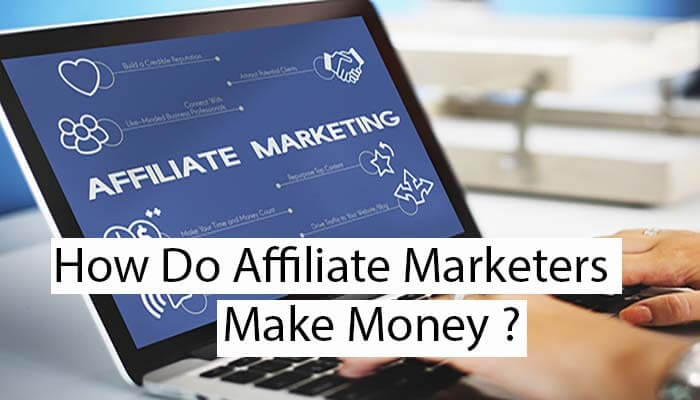 Build a Credible Reputation
Attract Potential Clients
Connect With
Like-Minded Business Professionals
AFFILIATE MARKETING
Repurpose Top Content
Make Your Time and Money Count
Drive Traffic to Your Website/Blog
How Do Affiliate Marketers
Make Money ?